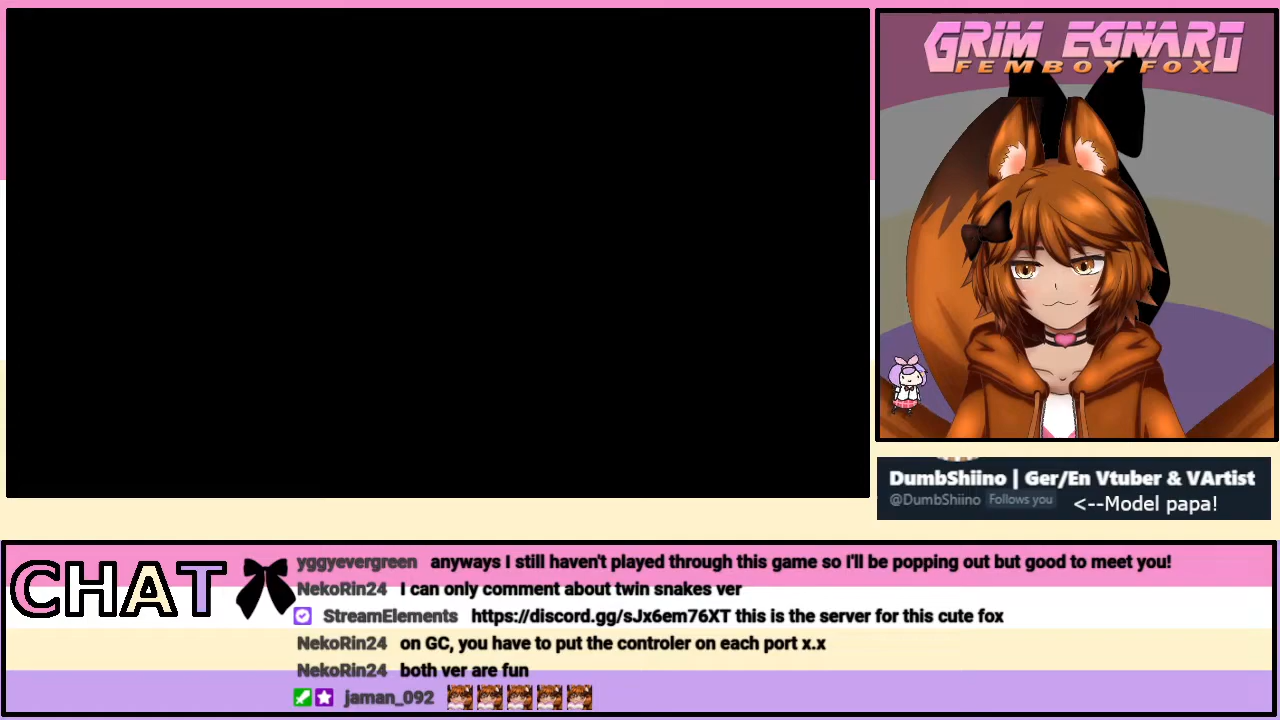 GRIM EGNART
FEMBOY FOX
DumbShiino | Ger/En Vtuber & VArtist
@DumbShiino Follows you <--Model papa!
CHAT
yggyevergreen anyways I still haven't played through this game so I'll be popping out but good to meet you!
NekoRin24 I can only comment about twin snakes ver
StreamElements https://discord.gg/sJx6em76XT this is the server for this cute fox
NekoRin24 on GC, you have to put the controler on each port x.x
NekoRin24 both ver are fun
jaman_092